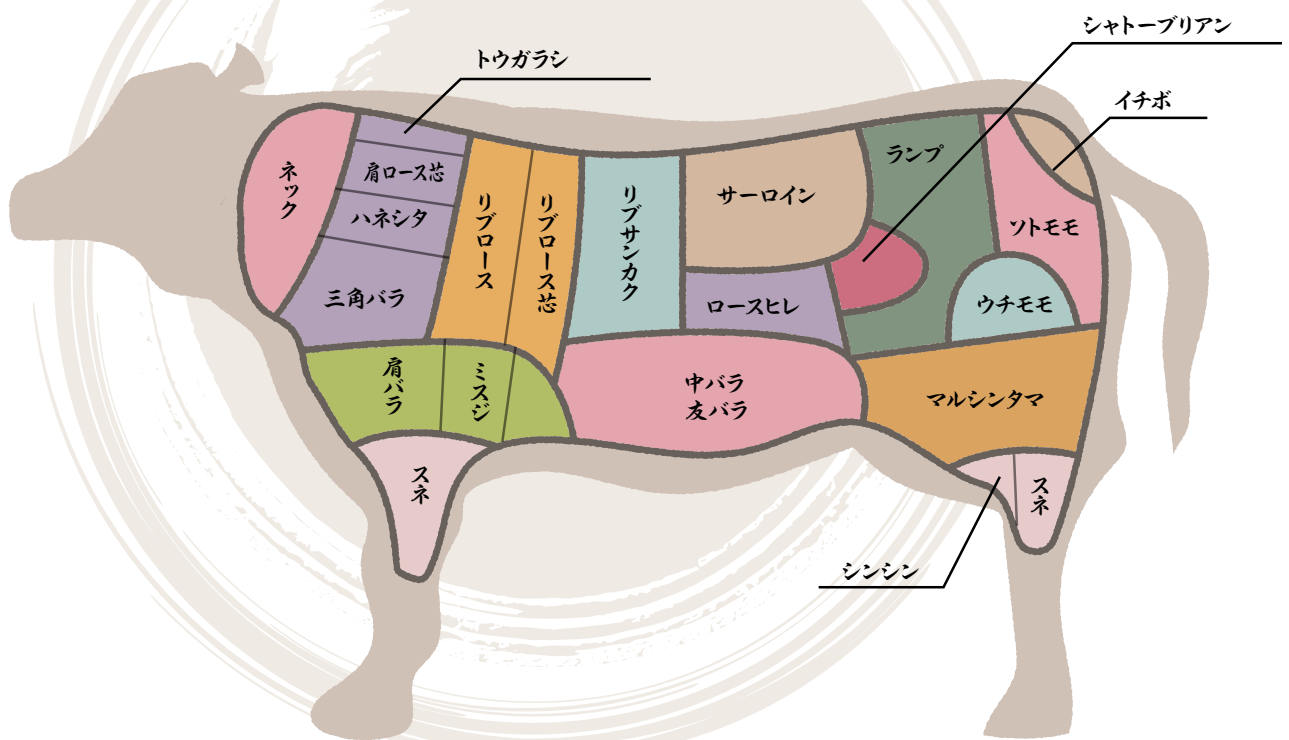 シャトーブリアン
トウガラシ
イチボ
ネック
肩ロース芯
ハネシタ
三角バラ
リブロース
リブロース芯
リブサンカク
サーロイン
ランプ
ソトモモ
ロースヒレ
ウチモモ
肩バラ
ミスジ
中バラ
友バラ
マルシンタマ
スネ
スネ
シンシン